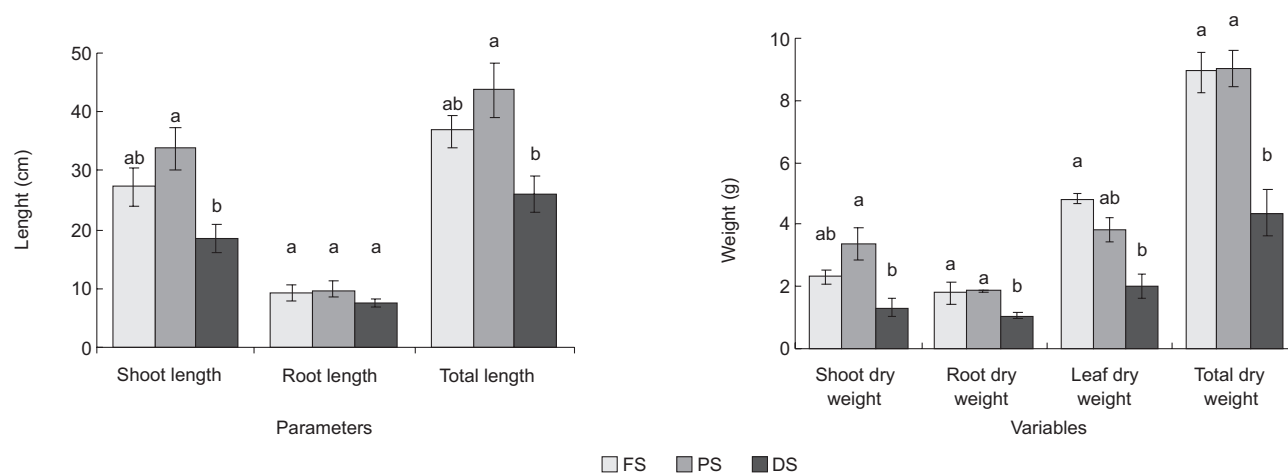 50
40
30
20
10
0
Lenght (cm)
ab
a
b
a
a
a
ab
a
b
Shoot length
Root length
Total length
Parameters
10
8
6
4
2
0
Weight (g)
ab
a
b
a
a
b
a
ab
b
a
a
b
Shoot dry
weight
Root dry
weight
Leaf dry
weight
Total dry
weight
Variables
FS
PS
DS